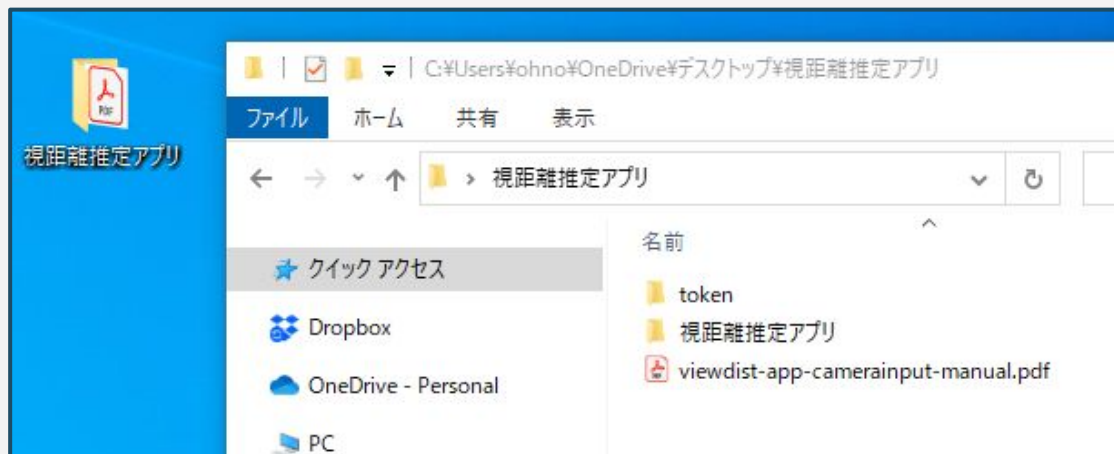 視距離推定アプリ
C:¥Users¥ohno¥OneDrive¥デスクトップ¥視距離推定アプリ
ファイル ホーム 共有 表示
視距離推定アプリ
名前
クイック アクセス
token
Dropbox
視距離推定アプリ
viewdist-app-camerainput-manual.pdf
OneDrive - Personal
PC